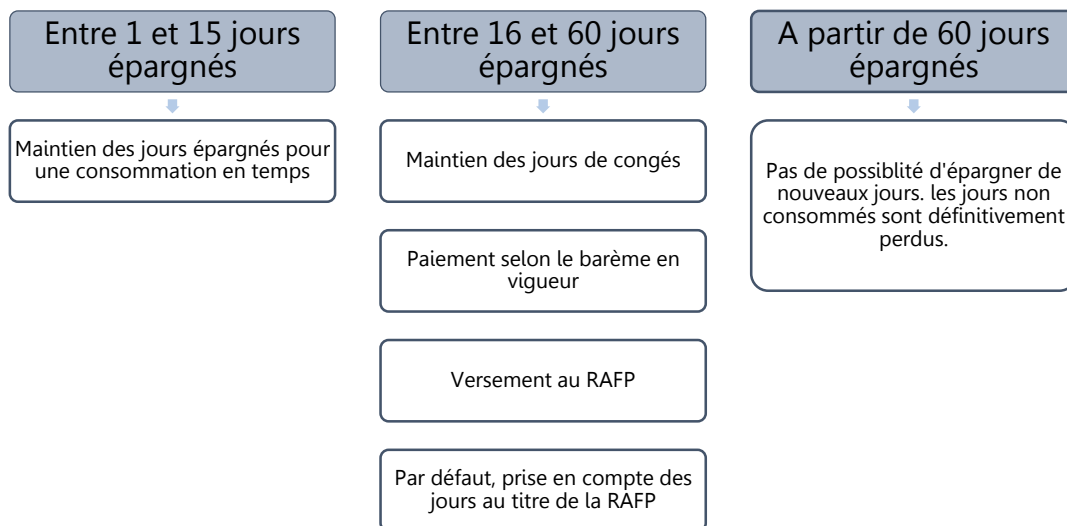 Entre 1 et 15 jours
épargnés
Maintien des jours épargnés pour
une consommation en temps
Entre 16 et 60 jours
épargnés
Maintien des jours de congés
Paiement selon le barème en
vigueur
Versement au RAFP
Par défaut, prise en compte des
jours au titre de la RAFP
A partir de 60 jours
épargnés
Pas de possiblité d'épargner de
nouveaux jours. les jours non
consommés sont définitivement
perdus.